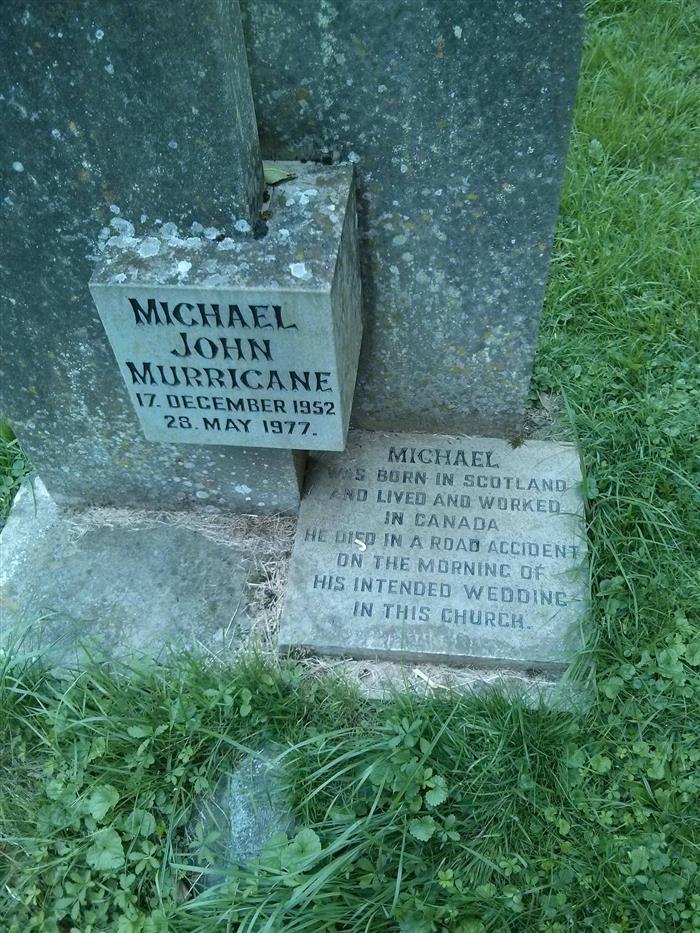 MICHAEL
JOHN
MURRICANE
17. DECEMBER 1952
28. MAY 1977.
MICHAEL
WAS BORN IN SCOTLAND
AND LIVED AND WORKED
IN CANADA
HE DIED IN A ROAD ACCIDENT
ON THE MORNING OF
HIS INTENDED WEDDING-
IN THIS CHURCH.